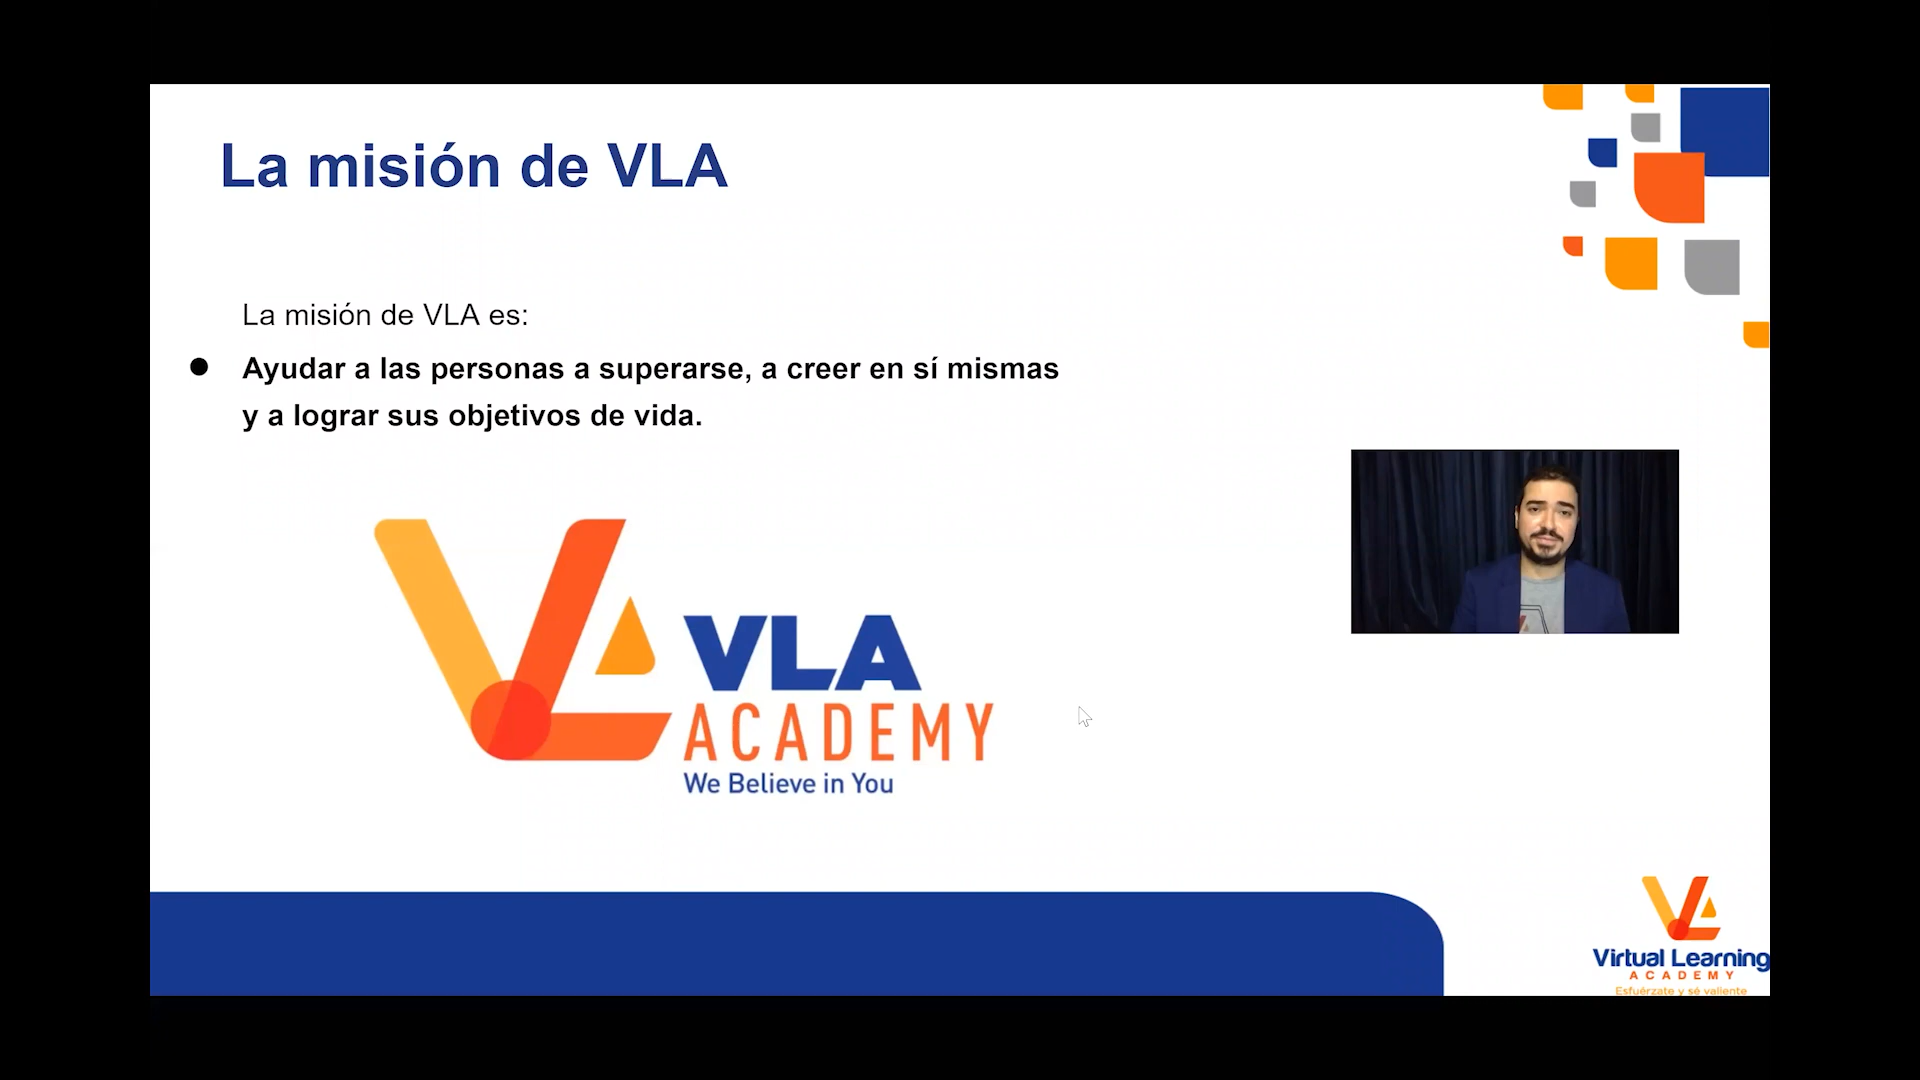 La misión de VLA
La misión de VLA es:
● Ayudar a las personas a superarse, a creer en sí mismas
y a lograr sus objetivos de vida.
VLA
ACADEMY
We Believe in You
Virtual Learning
ACADEMY
Esfuérzate y sé valiente